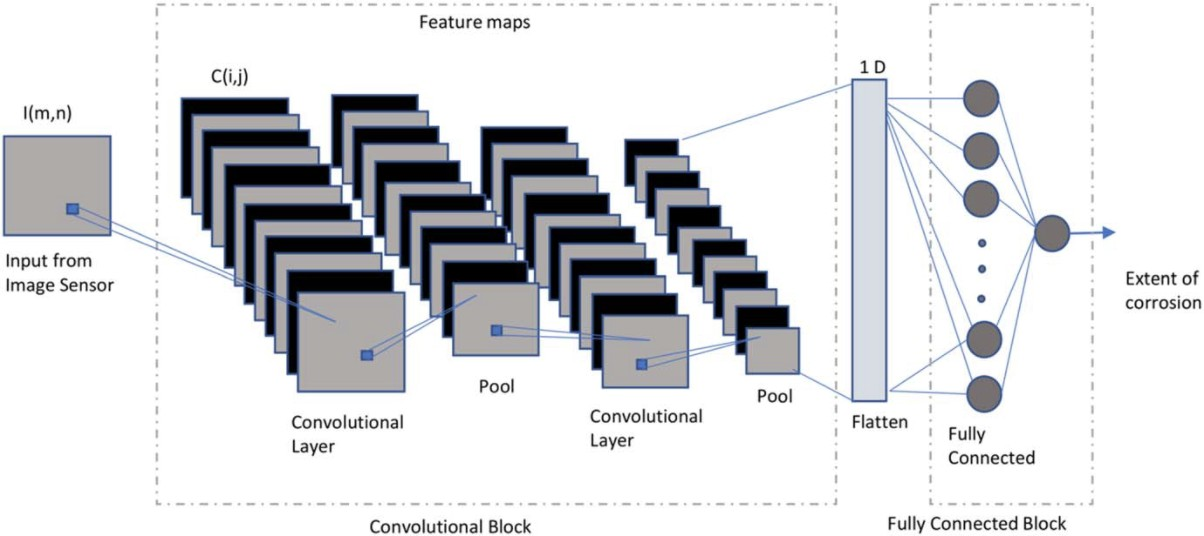 Feature maps
C(i,j)
1 D
I(m,n)
Input from
Image Sensor
Extent of
corrosion
Pool
Convolutional
Layer
Convolutional
Layer
Pool
Flatten
Fully
Connected
Convolutional Block
Fully Connected Block